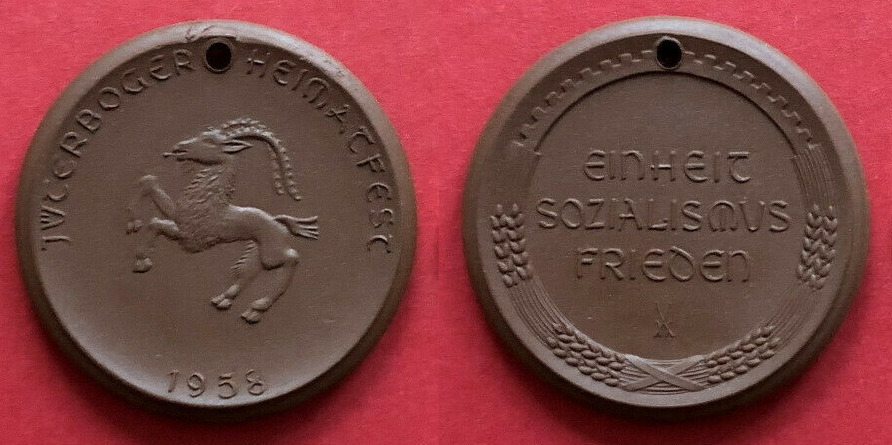 JÜTERBOGER HEIMATFEST
1958
EINHEIT
SOZIALISMUS
FRIEDEN